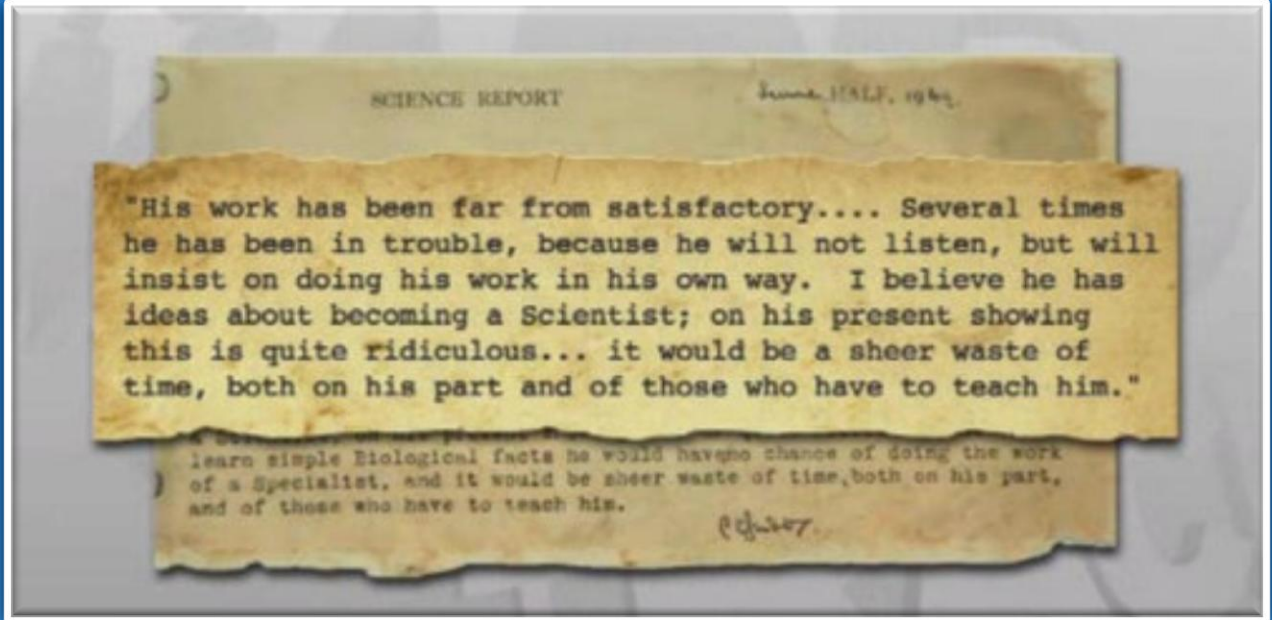 SCIENCE REPORT
HALF, 1949.
"His work has been far from satisfactory.... Several times
he has been in trouble, because he will not listen, but will
insist on doing his work in his own way.  I believe he has
ideas about becoming a Scientist; on his present showing
this is quite ridiculous... it would be a sheer waste of
time, both on his part and of those who have to teach him."
learn simple Biological facts he would have no chance of doing the work
of a Specialist, and it would be sheer waste of time, both on his part,
and of those who have to teach him.